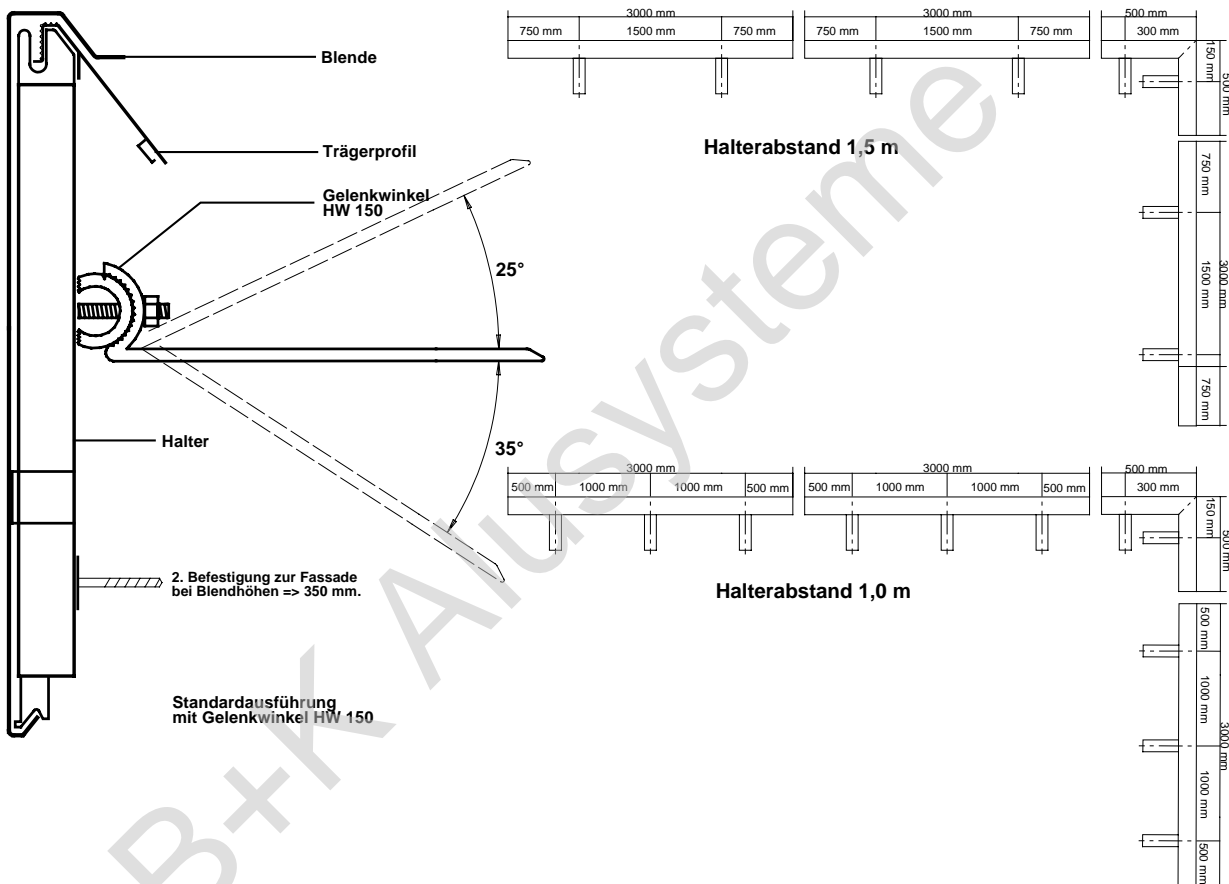 Blende
Trägerprofil
Gelenkwinkel
HW 150
25°
35°
Halter
2. Befestigung zur Fassade
bei Blendhöhen => 350 mm.
Standardausführung
mit Gelenkwinkel HW 150
3000 mm
750 mm 1500 mm 750 mm
3000 mm
750 mm 1500 mm 750 mm
500 mm
300 mm
150 mm
500 mm
Halterabstand 1,5 m
750 mm
1500 mm
750 mm
3000 mm
3000 mm
500 mm 1000 mm 1000 mm 500 mm
3000 mm
500 mm 1000 mm 1000 mm 500 mm
500 mm
300 mm
150 mm
500 mm
Halterabstand 1,0 m
500 mm
1000 mm
1000 mm
500 mm
3000 mm
B+K Alusysteme